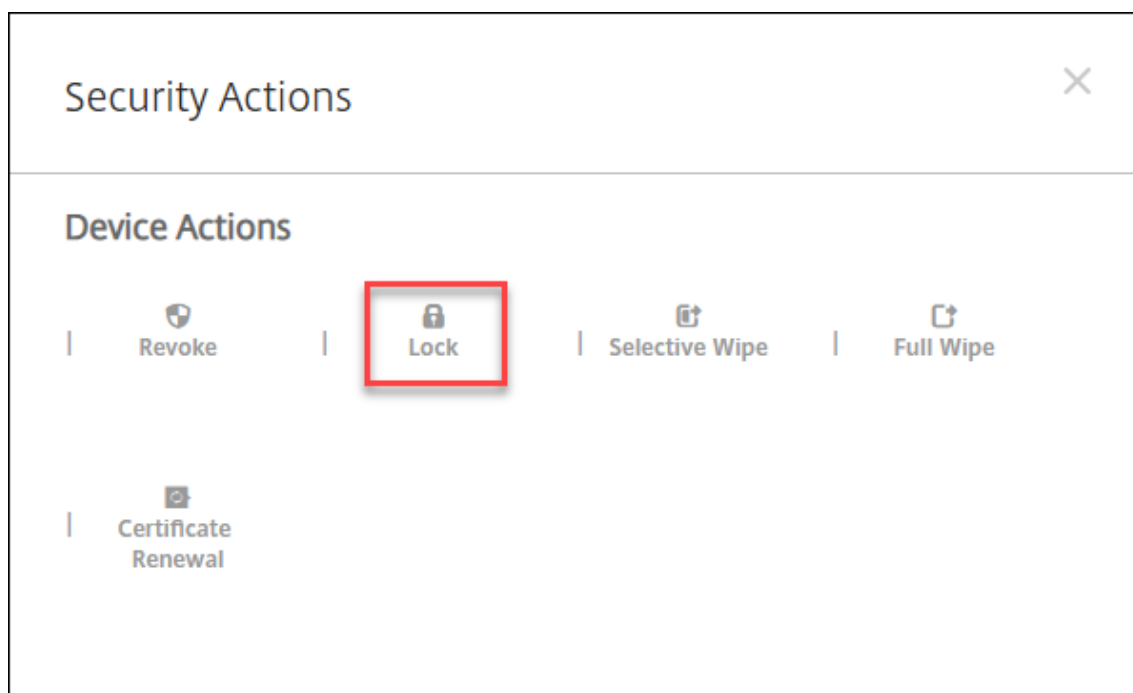 Security Actions
Device Actions
Revoke
Lock
Selective Wipe
Full Wipe
Certificate
Renewal